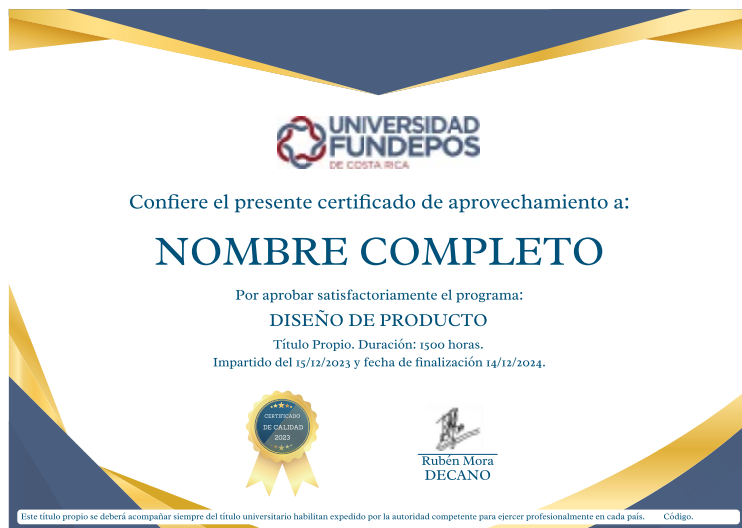 UNIVERSIDAD
FUNDEPOS
DE COSTA RICA
Confiere el presente certificado de aprovechamiento a:
NOMBRE COMPLETO
Por aprobar satisfactoriamente el programa:
DISEÑO DE PRODUCTO
Título Propio. Duración: 1500 horas.
Impartido del 15/12/2023 y fecha de finalización 14/12/2024.
CERTIFICADO
DE CALIDAD
2023
Rubén Mora
DECANO
Este título propio se deberá acompañar siempre del título universitario habilitan expedido por la autoridad competente para ejercer profesionalmente en cada país. Código.